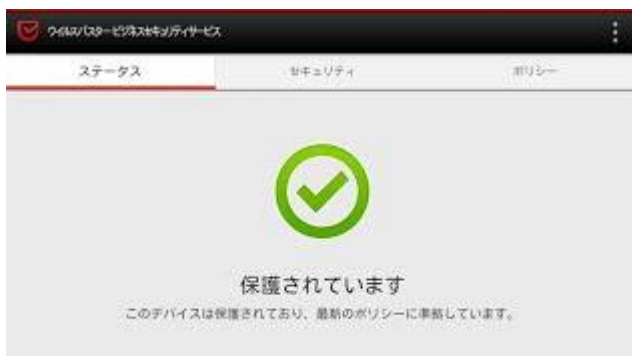 ウイルスバスタービジネスセキュリティサービス
ステータス
セキュリティ
ポリシー
保護されています
このデバイスは保護されており、最新のポリシーに準拠しています。